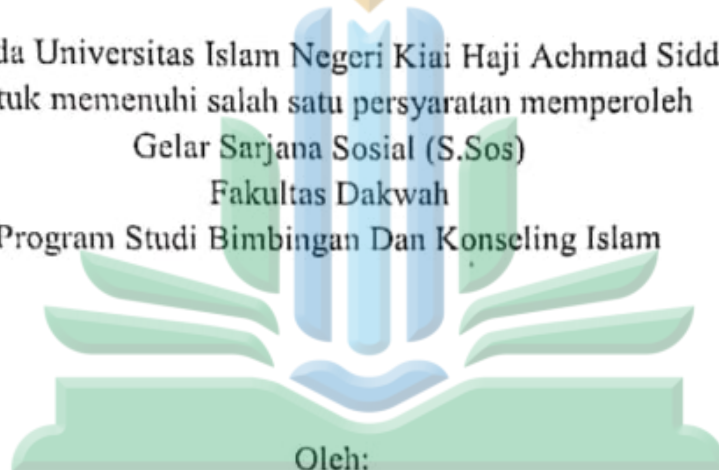 da Universitas Islam Negeri Kiai Haji Achmad Sidd
tuk memenuhi salah satu persyaratan memperoleh
Gelar Sarjana Sosial (S.Sos)
Fakultas Dakwah
Program Studi Bimbingan Dan Konseling Islam
Oleh: